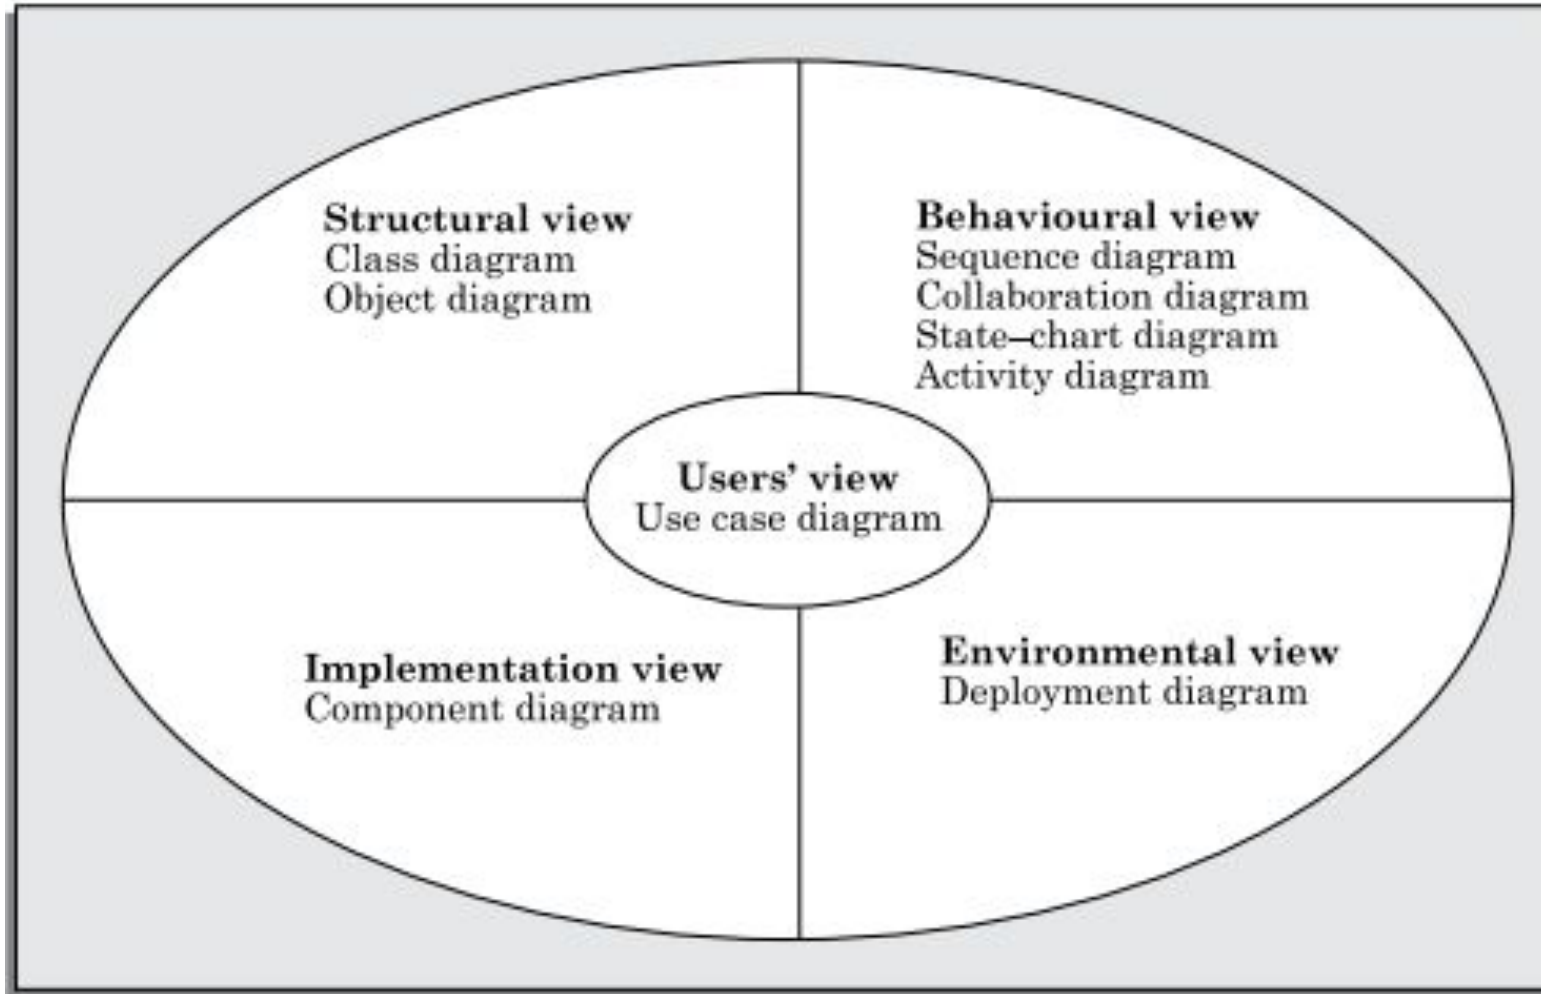 Structural view
Class diagram
Object diagram
Behavioural view
Sequence diagram
Collaboration diagram
State–chart diagram
Activity diagram
Users’ view
Use case diagram
Implementation view
Component diagram
Environmental view
Deployment diagram